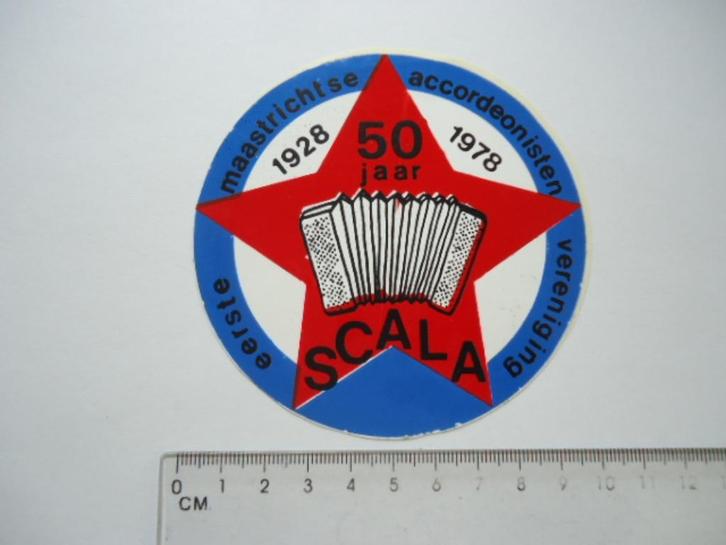 eerste maastrichtse accordeonisten vereniging
1928 1978
50
jaar
SCALA
0 1 2 3 4 5 6 7 8 9 10 11 12
CM